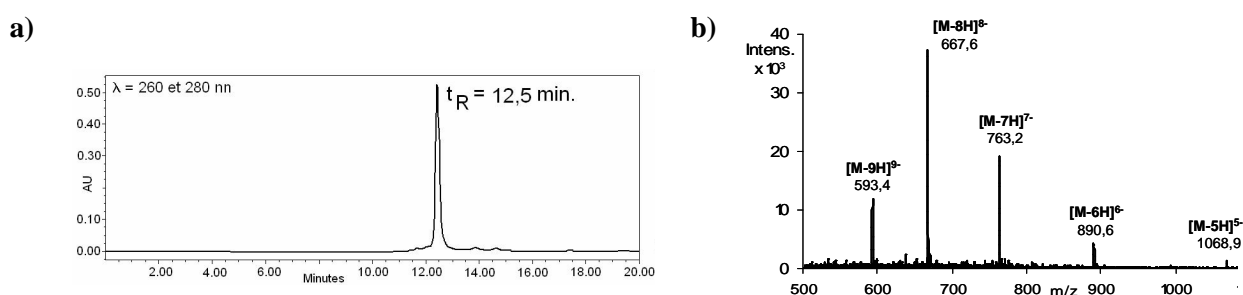 a)
λ = 260 et 280 nn
t R = 12,5 min.
0.50
0.40
0.30
AU
0.10
0.00
2.00 4.00 6.00 8.00 10.00 12.00 14.00 16.00 18.00 20.00
Minutes
b)
[M-8H]8-
667,6
40
Intens.
x 10³
30
[M-7H]7-
763,2
20
[M-9H]9-
593,4
10
[M-6H]6-
890,6
[M-5H]5-
1068,9
0
500 600 700 800 900 1000
m/z